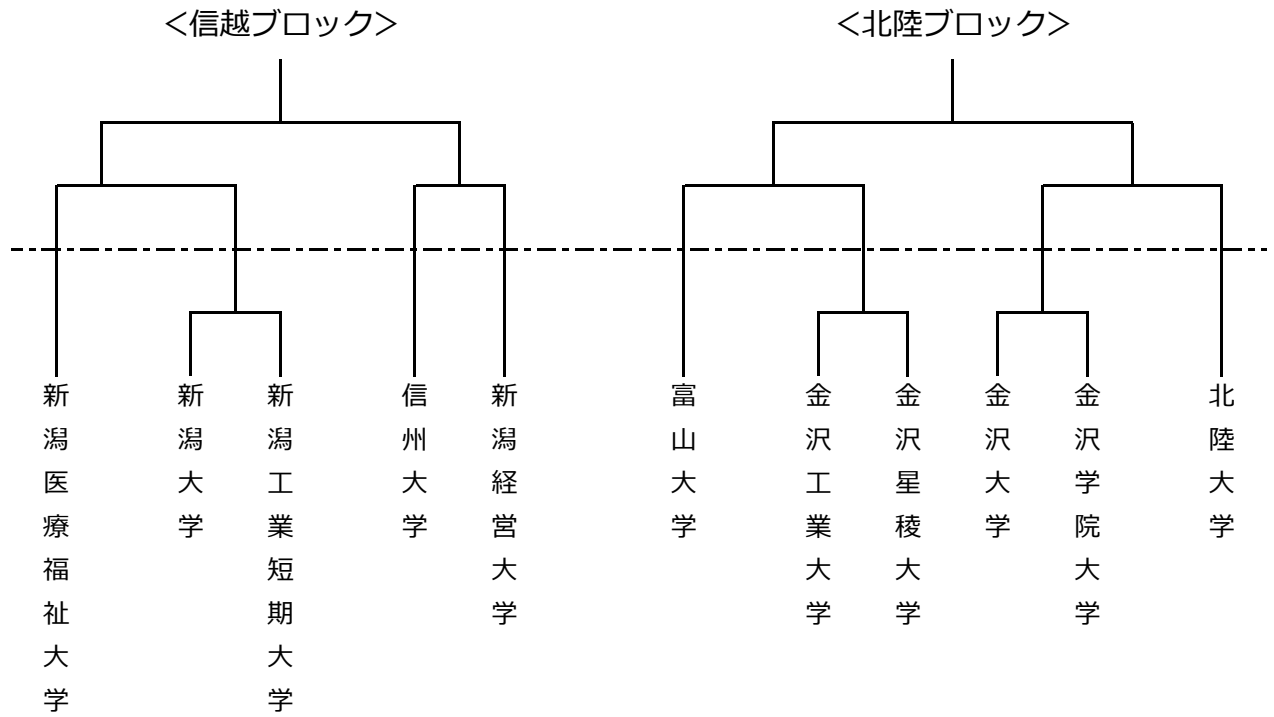 ＜信越ブロック＞
＜北陸ブロック＞
新潟医療福祉大学
新潟大学
新潟工業短期大学
信州大学
新潟経営大学
富山大学
金沢工業大学
金沢星稜大学
金沢大学
金沢学院大学
北陸大学